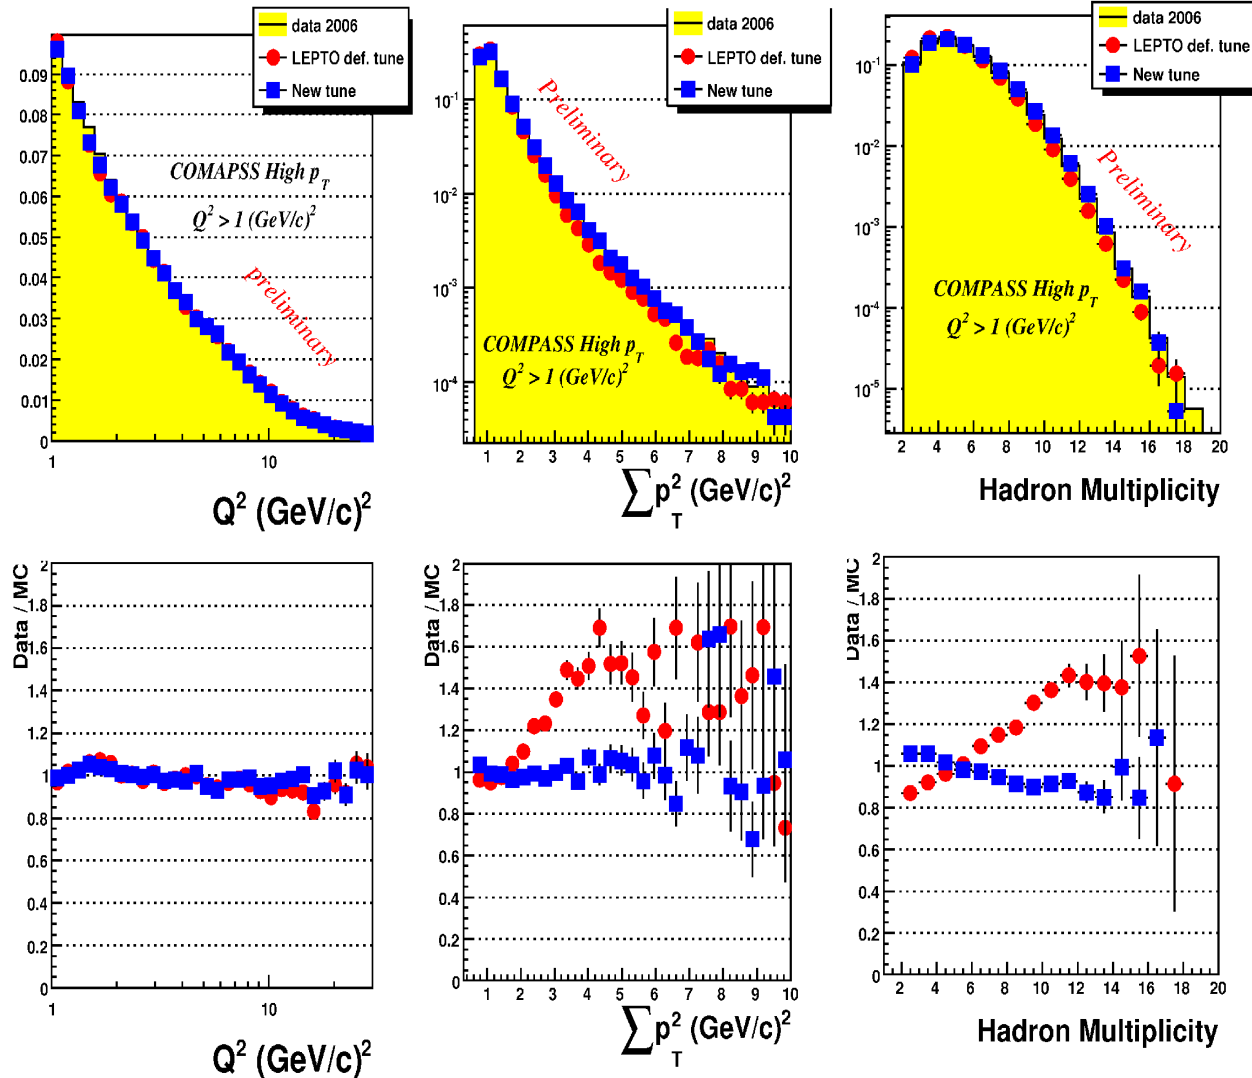 data 2006
LEPTO def. tune
New tune
COMAPSS High p_T
Q² > 1 (GeV/c)²
preliminary
0.09
0.08
0.07
0.06
0.05
0.04
0.03
0.02
0.01
0
1
10
Q² (GeV/c)²
data 2006
LEPTO def. tune
New tune
Preliminary
COMPASS High p_T
Q² > 1 (GeV/c)²
10⁻¹
10⁻²
10⁻³
10⁻⁴
1 2 3 4 5 6 7 8 9 10
∑ p_T² (GeV/c)²
data 2006
LEPTO def. tune
New tune
Preliminary
COMPASS High p_T
Q² > 1 (GeV/c)²
10⁻¹
10⁻²
10⁻³
10⁻⁴
10⁻⁵
2 4 6 8 10 12 14 16 18 20
Hadron Multiplicity
Data / MC
2
1.8
1.6
1.4
1.2
1
0.8
0.6
0.4
0.2
0
1
10
Q² (GeV/c)²
Data / MC
2
1.8
1.6
1.4
1.2
1
0.8
0.6
0.4
0.2
0
1 2 3 4 5 6 7 8 9 10
∑ p_T² (GeV/c)²
Data / MC
2
1.8
1.6
1.4
1.2
1
0.8
0.6
0.4
0.2
0
2 4 6 8 10 12 14 16 18 20
Hadron Multiplicity